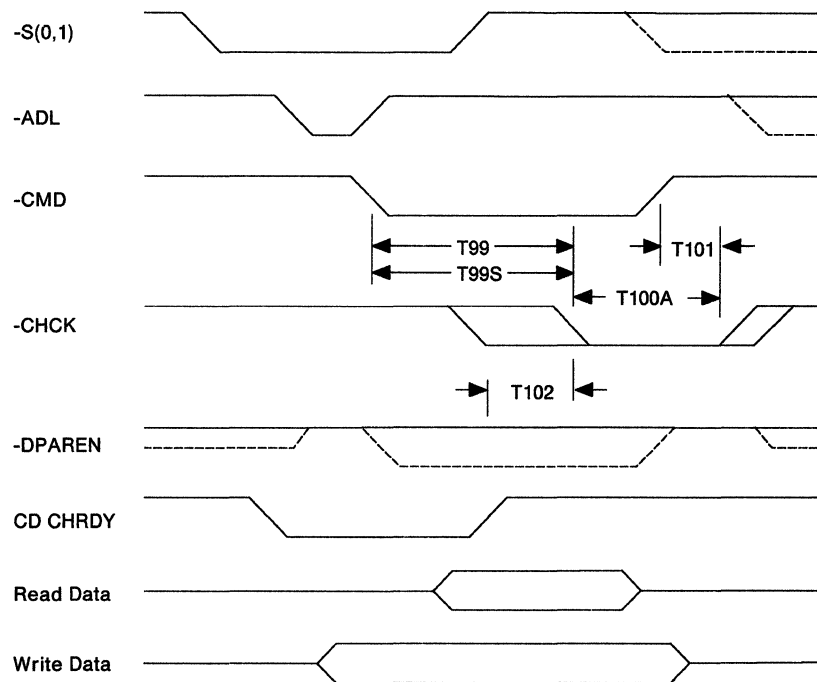 -S(0,1)
-ADL
-CMD
T99
T101
T99S
T100A
-CHCK
T102
-DPAREN
CD CHRDY
Read Data
Write Data